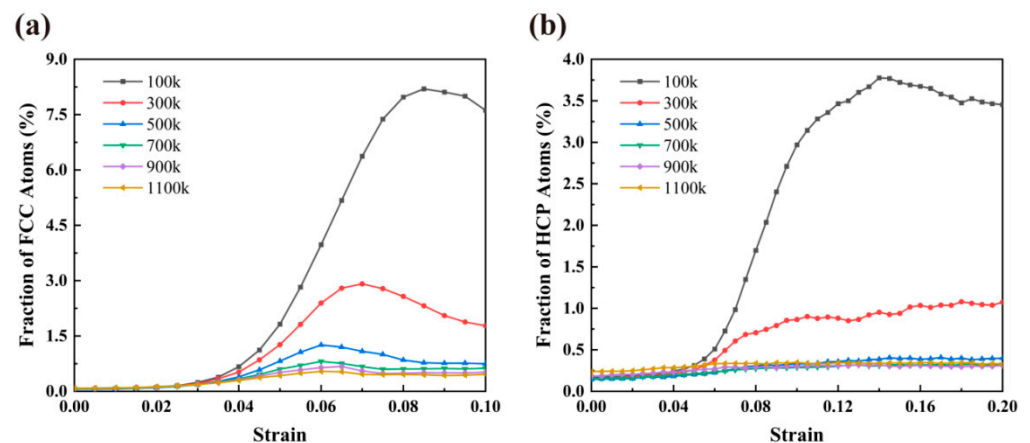 (a)
Fraction of FCC Atoms (%)
9.0
7.5
6.0
4.5
3.0
1.5
0.0
100k
300k
500k
700k
900k
1100k
0.00 0.02 0.04 0.06 0.08 0.10
Strain
(b)
Fraction of HCP Atoms (%)
4.0
3.5
3.0
2.5
2.0
1.5
1.0
0.5
0.0
100k
300k
500k
700k
900k
1100k
0.00 0.04 0.08 0.12 0.16 0.20
Strain